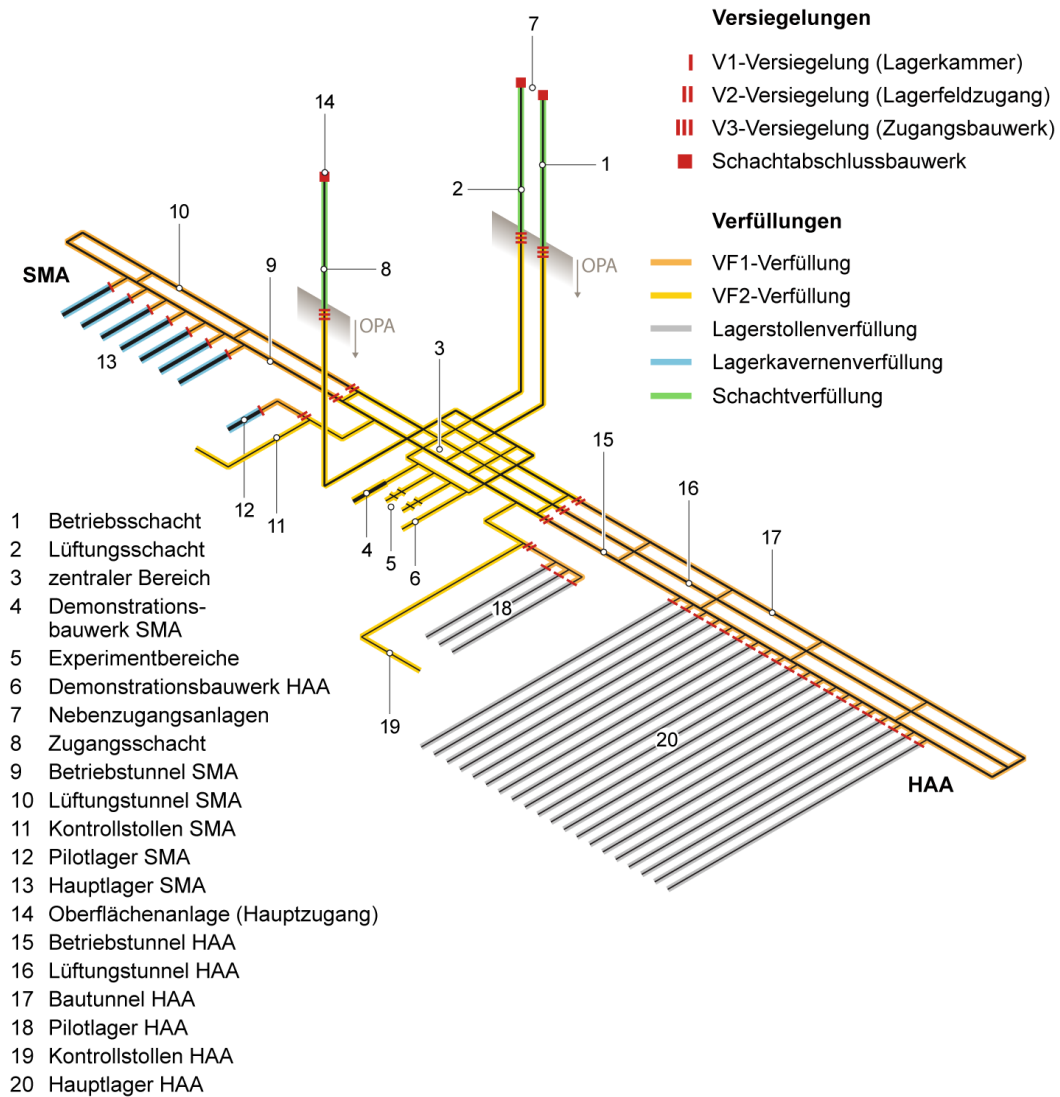 Versiegelungen
V1-Versiegelung (Lagerkammer)
V2-Versiegelung (Lagerfeldzugang)
V3-Versiegelung (Zugangsbauwerk)
Schachtabschlussbauwerk
Verfüllungen
VF1-Verfüllung
VF2-Verfüllung
Lagerstollenverfüllung
Lagerkavernenverfüllung
Schachtverfüllung
7
14
1
2
10
SMA
9
8
OPA
OPA
13
3
15
16
17
12
11
4
5
6
18
19
20
HAA
1 Betriebsschacht
2 Lüftungsschacht
3 zentraler Bereich
4 Demonstrations-
bauwerk SMA
5 Experimentbereiche
6 Demonstrationsbauwerk HAA
7 Nebenzugangsanlagen
8 Zugangsschacht
9 Betriebstunnel SMA
10 Lüftungstunnel SMA
11 Kontrollstollen SMA
12 Pilotlager SMA
13 Hauptlager SMA
14 Oberflächenanlage (Hauptzugang)
15 Betriebstunnel HAA
16 Lüftungstunnel HAA
17 Bautunnel HAA
18 Pilotlager HAA
19 Kontrollstollen HAA
20 Hauptlager HAA